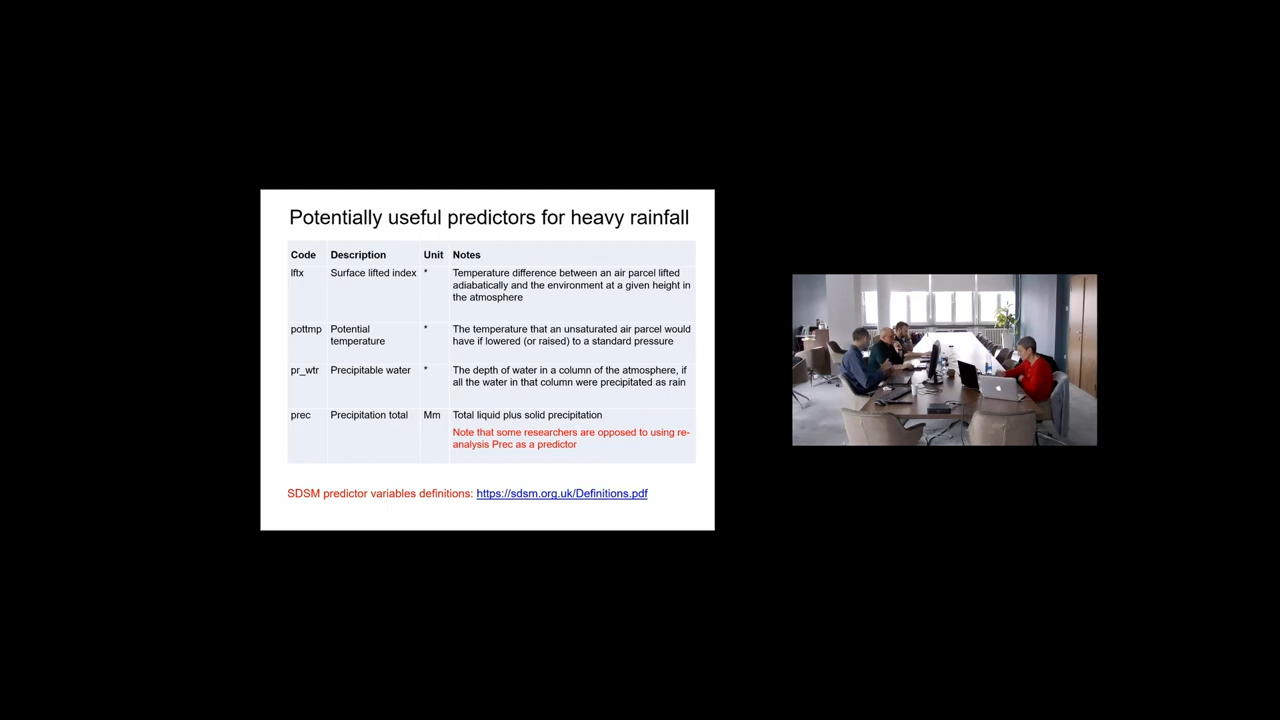 Potentially useful predictors for heavy rainfall
Code Description Unit Notes
lftx Surface lifted index * Temperature difference between an air parcel lifted
adiabatically and the environment at a given height in
the atmosphere
pottmp Potential * The temperature that an unsaturated air parcel would
temperature have if lowered (or raised) to a standard pressure
pr_wtr Precipitable water * The depth of water in a column of the atmosphere, if
all the water in that column were precipitated as rain
prec Precipitation total Mm Total liquid plus solid precipitation
Note that some researchers are opposed to using re-
analysis Prec as a predictor
SDSM predictor variables definitions: https://sdsm.org.uk/Definitions.pdf